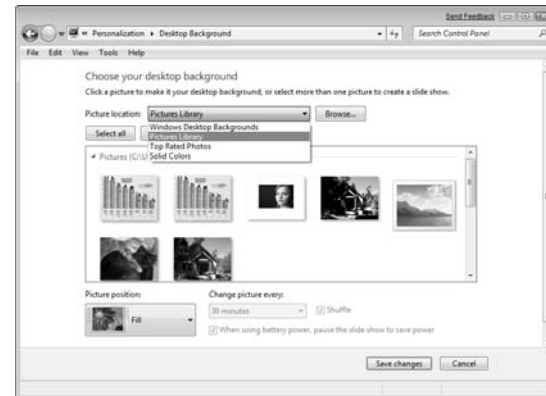 Send Feedback
« Personalization ▸ Desktop Background
Search Control Panel
File Edit View Tools Help
Choose your desktop background
Click a picture to make it your desktop background, or select more than one picture to create a slide show.
Picture location: Pictures Library Browse...
Windows Desktop Backgrounds
Pictures Library
Top Rated Photos
Solid Colors
Select all
Pictures (C:\U
Picture position:
Fill
Change picture every:
30 minutes
Shuffle
When using battery power, pause the slide show to save power
Save changes Cancel